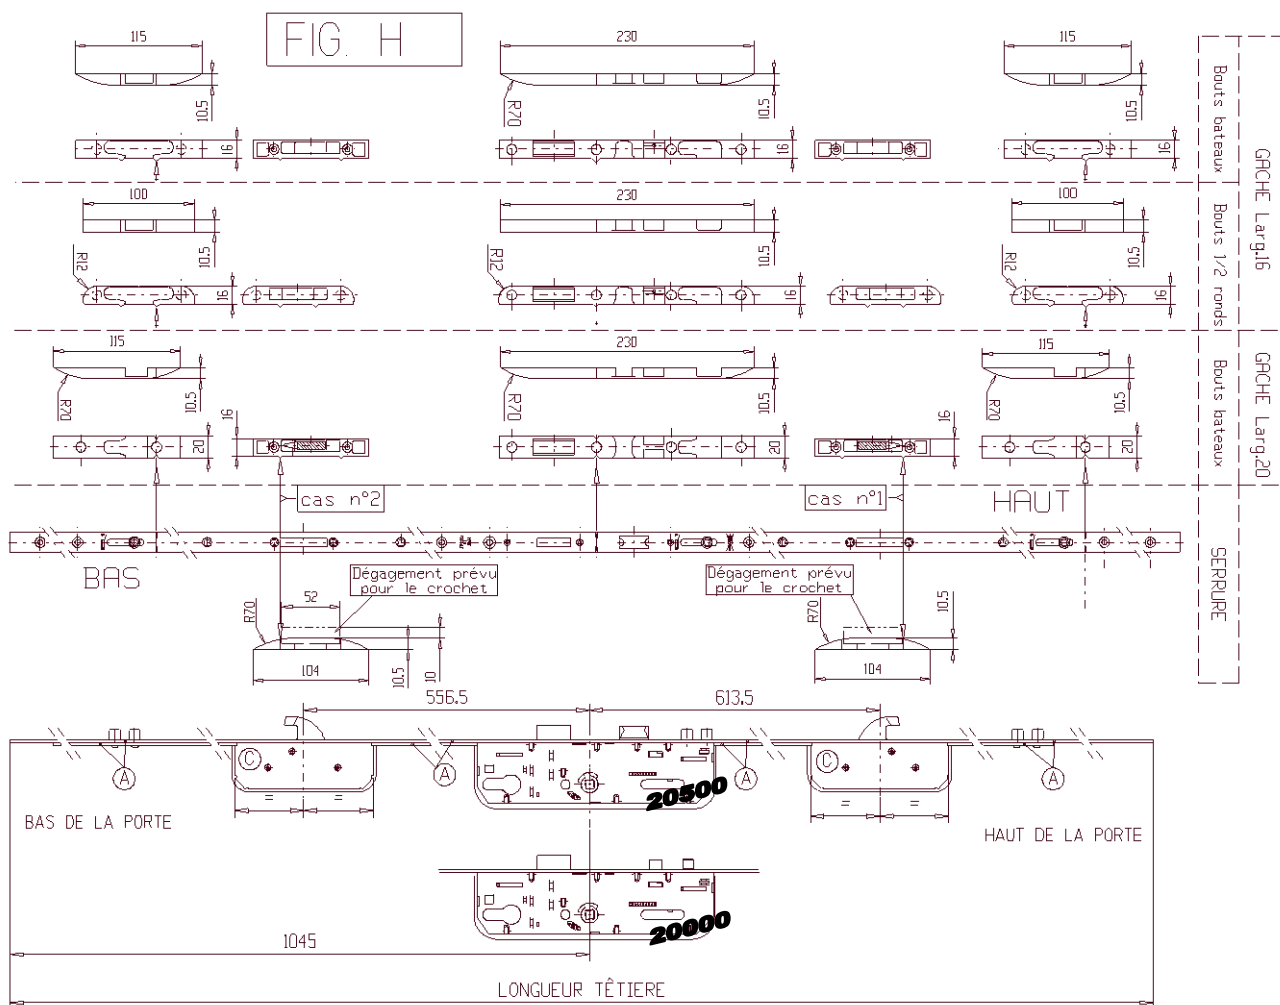 FIG. H
115
230
115
10.5
R70
10.5
10.5
16
16
16
Bouts bateaux
GACHE Larg.16
100
230
100
10.5
10.5
10.5
R12
16
R12
16
R12
16
Bouts 1/2 ronds
115
230
115
R70
10.5
R70
10.5
R70
10.5
20
16
20
16
20
Bouts bateaux
GACHE Larg.20
cas n°2
cas n°1
HAUT
BAS
SERRURE
Dégagement prévu
pour le crochet
Dégagement prévu
pour le crochet
R70
52
R70
10.5
104
10.5
10
104
556.5
613.5
C
C
A
A
A
A
= =
= =
20500
BAS DE LA PORTE
HAUT DE LA PORTE
20000
1045
LONGUEUR TÊTIERE